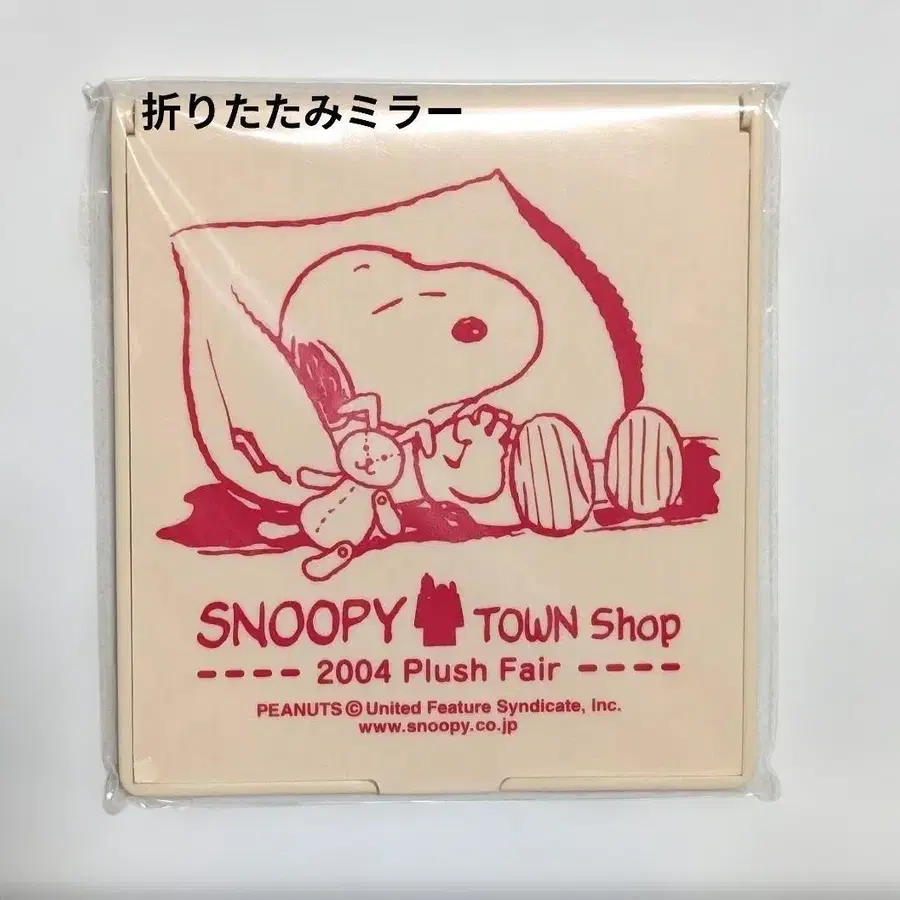 折りたたみミラー
SNOOPY TOWN Shop
2004 Plush Fair
PEANUTS © United Feature Syndicate, Inc.
www.snoopy.co.jp